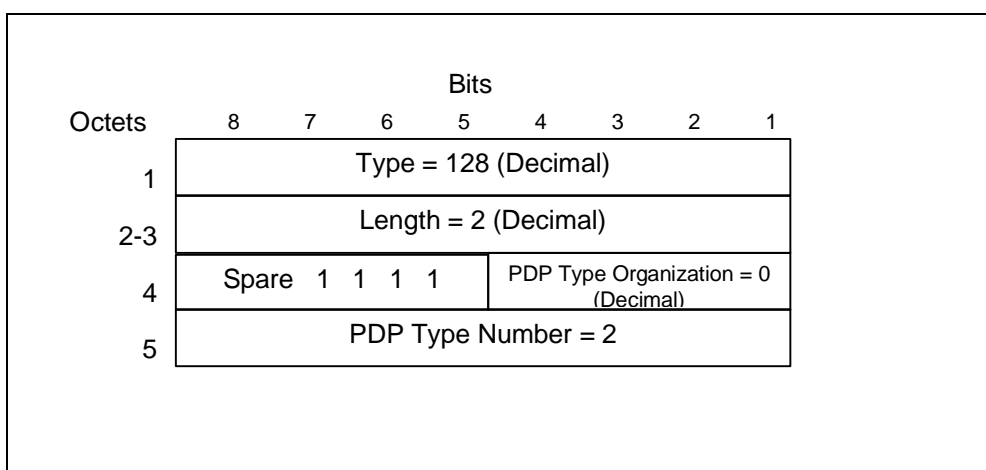 Bits
Octets 8 7 6 5 4 3 2 1
1 Type = 128 (Decimal)
2-3 Length = 2 (Decimal)
4 Spare 1 1 1 1 PDP Type Organization = 0
(Decimal)
5 PDP Type Number = 2